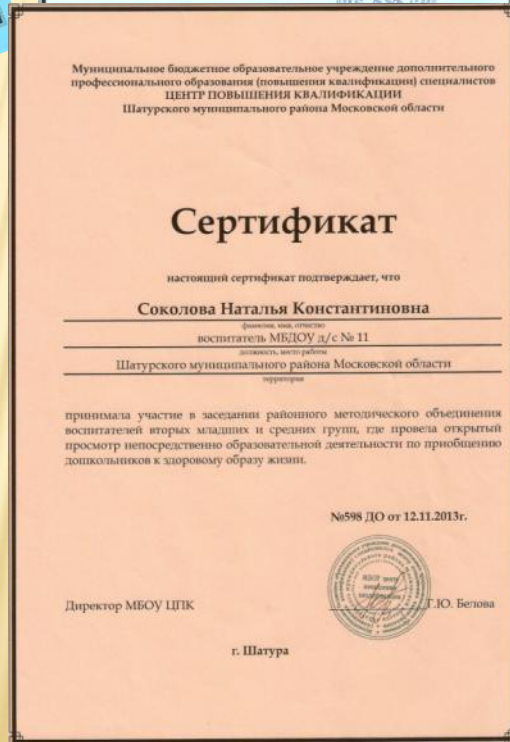 Муниципальное бюджетное образовательное учреждение дополнительного
профессионального образования (повышения квалификации) специалистов
ЦЕНТР ПОВЫШЕНИЯ КВАЛИФИКАЦИИ
Шатурского муниципального района Московской области
Сертификат
настоящий сертификат подтверждает, что
Соколова Наталья Константиновна
фамилия, имя, отчество
воспитатель МБДОУ д/с № 11
должность, место работы
Шатурского муниципального района Московской области
территория
принимала участие в заседании районного методического объединения
воспитателей вторых младших и средних групп, где провела открытый
просмотр непосредственно образовательной деятельности по приобщению
дошкольников к здоровому образу жизни.
№598 ДО от 12.11.2013г.
Директор МБОУ ЦПК
Г.Ю. Белова
г. Шатура